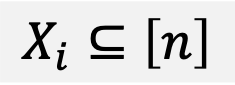 Xᵢ ⊆ [n]